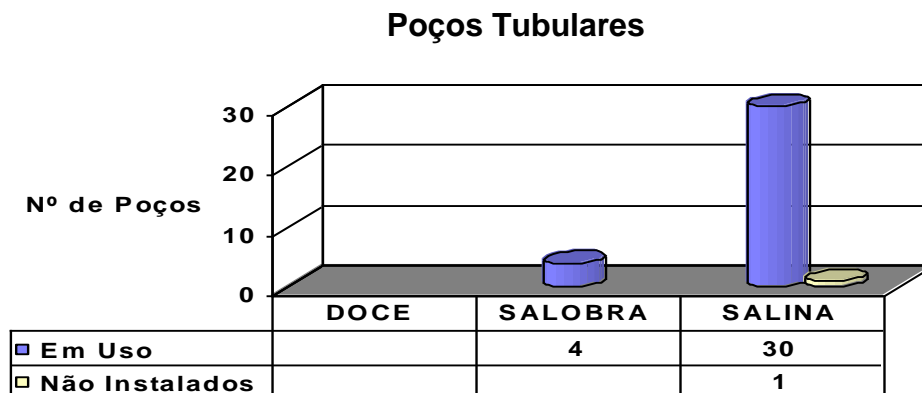 Poços Tubulares
30
20
Nº de Poços
10
0
DOCE SALOBRA SALINA
Em Uso 4 30
Não Instalados 1